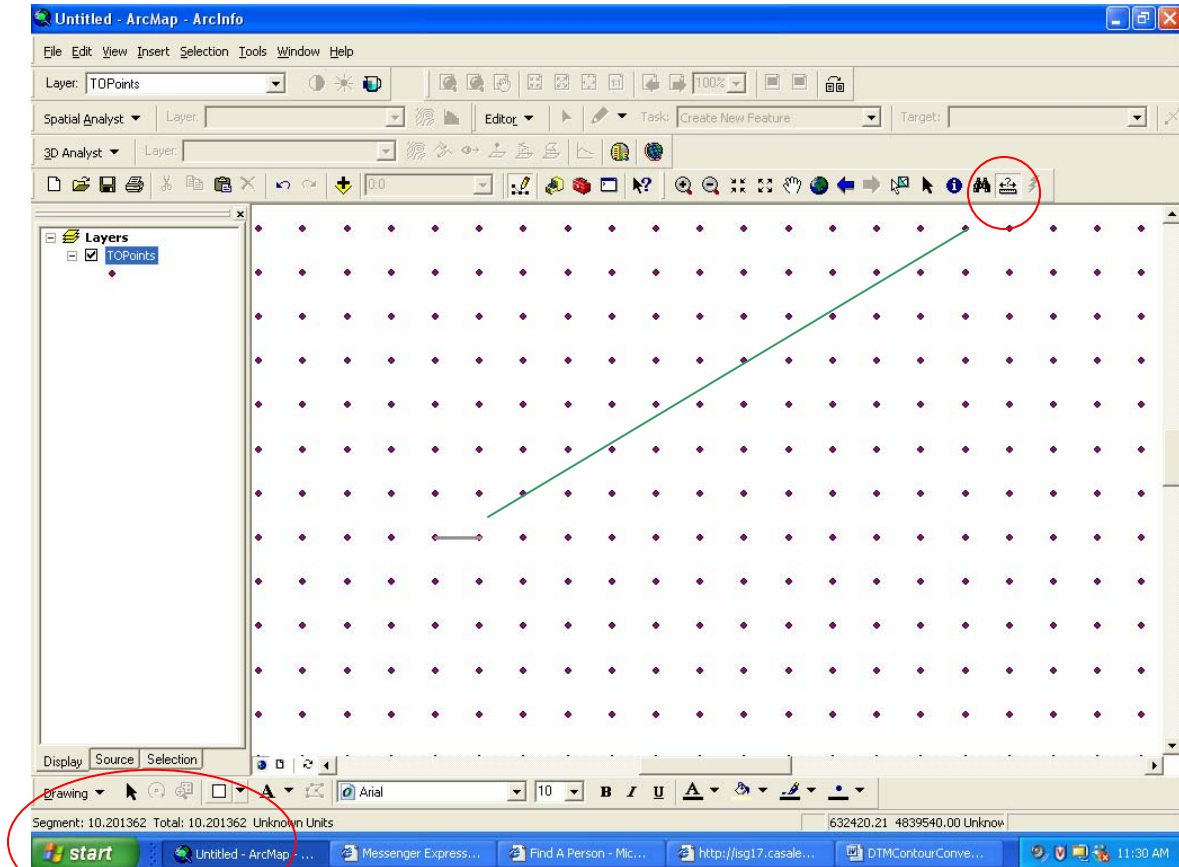 Untitled - ArcMap - ArcInfo
File Edit View Insert Selection Tools Window Help
Layer: TOPoints 100%
Spatial Analyst Layer: Editor Task: Create New Feature Target:
3D Analyst Layer:
0:0
Layers
TOPoints
Display Source Selection
Drawing A Arial 10 B I U A
Segment: 10.201362 Total: 10.201362 Unknown Units 632420.21 4839540.00 Unknow
start Untitled - ArcMap - ... Messenger Express... Find A Person - Mic... http://isg17.casale... DTMContourConve... 11:30 AM